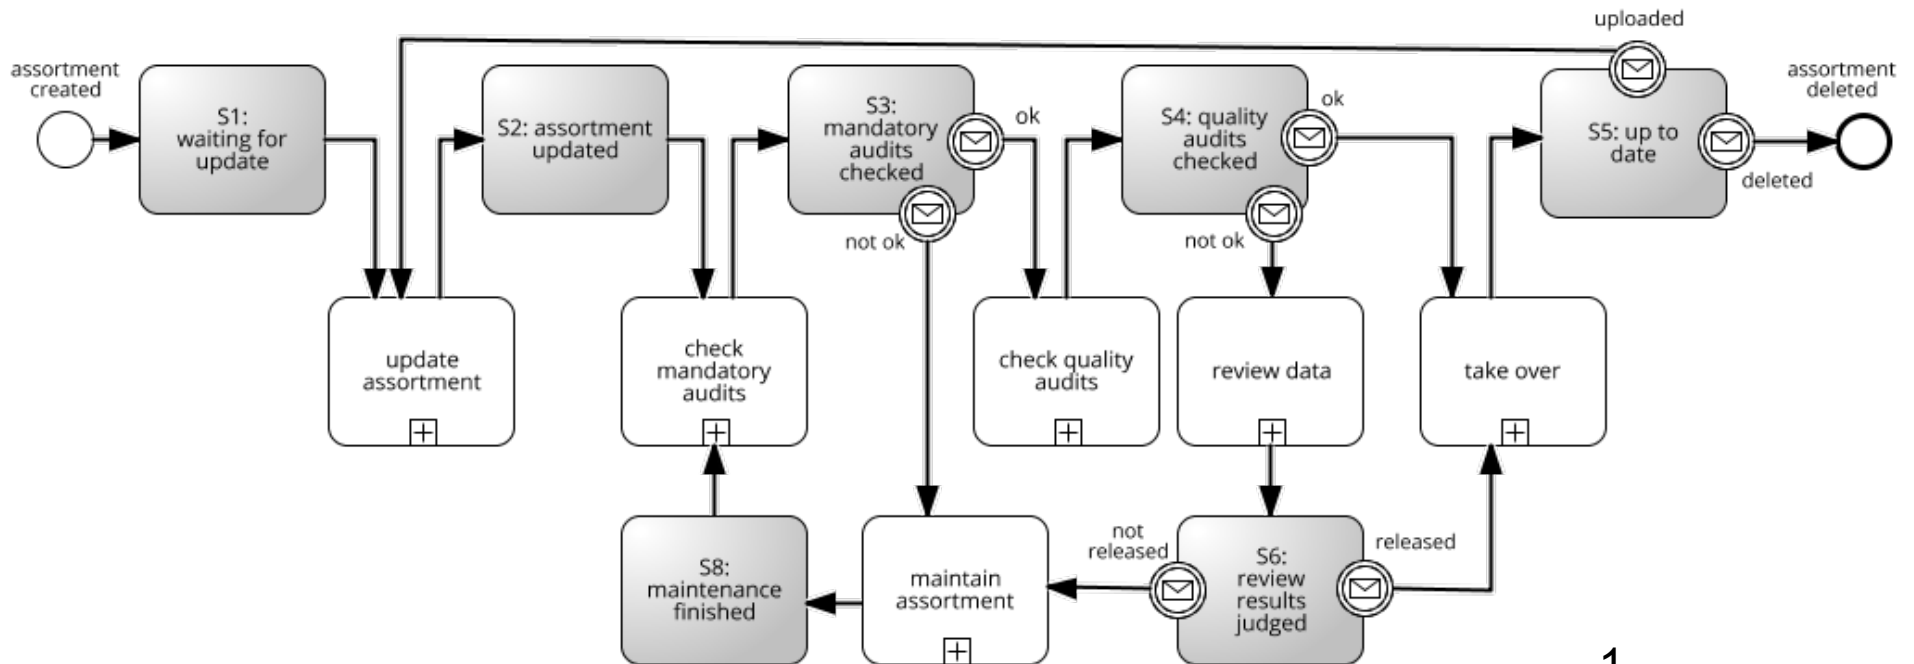 uploaded
assortment
created
assortment
deleted
S1:
waiting for
update
S2: assortment
updated
S3:
mandatory
audits
checked
ok
not ok
S4: quality
audits
checked
ok
not ok
S5: up to
date
deleted
update
assortment
check
mandatory
audits
check quality
audits
review data
take over
S8:
maintenance
finished
maintain
assortment
not
released
S6:
review
results
judged
released
1